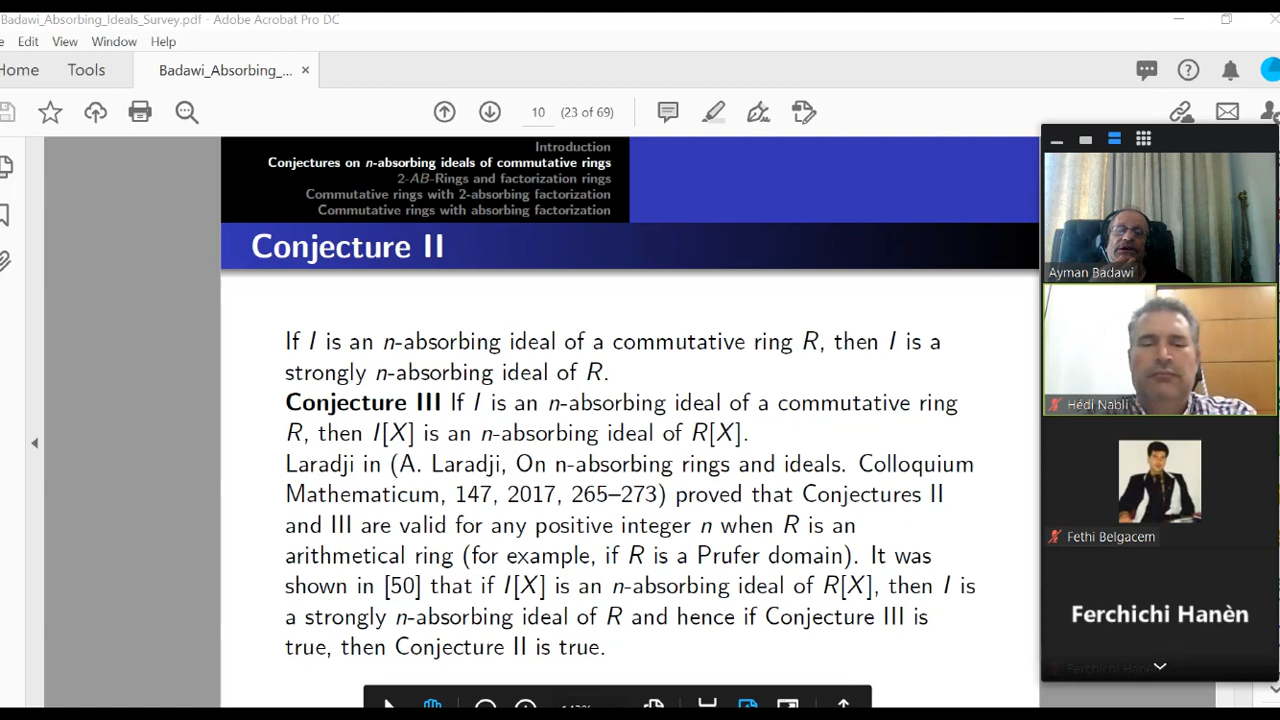 Badawi_Absorbing_Ideals_Survey.pdf - Adobe Acrobat Pro DC
Edit View Window Help
Home Tools Badawi_Absorbing_... ×
10 (23 of 69)
Introduction
Conjectures on n-absorbing ideals of commutative rings
2-AB-Rings and factorization rings
Commutative rings with 2-absorbing factorization
Commutative rings with absorbing factorization
Conjecture II
If I is an n-absorbing ideal of a commutative ring R, then I is a
strongly n-absorbing ideal of R.
Conjecture III If I is an n-absorbing ideal of a commutative ring
R, then I[X] is an n-absorbing ideal of R[X].
Laradji in (A. Laradji, On n-absorbing rings and ideals. Colloquium
Mathematicum, 147, 2017, 265–273) proved that Conjectures II
and III are valid for any positive integer n when R is an
arithmetical ring (for example, if R is a Prufer domain). It was
shown in [50] that if I[X] is an n-absorbing ideal of R[X], then I is
a strongly n-absorbing ideal of R and hence if Conjecture III is
true, then Conjecture II is true.
Ayman Badawi
Hédi Nabli
Fethi Belgacem
Ferchichi Hanèn